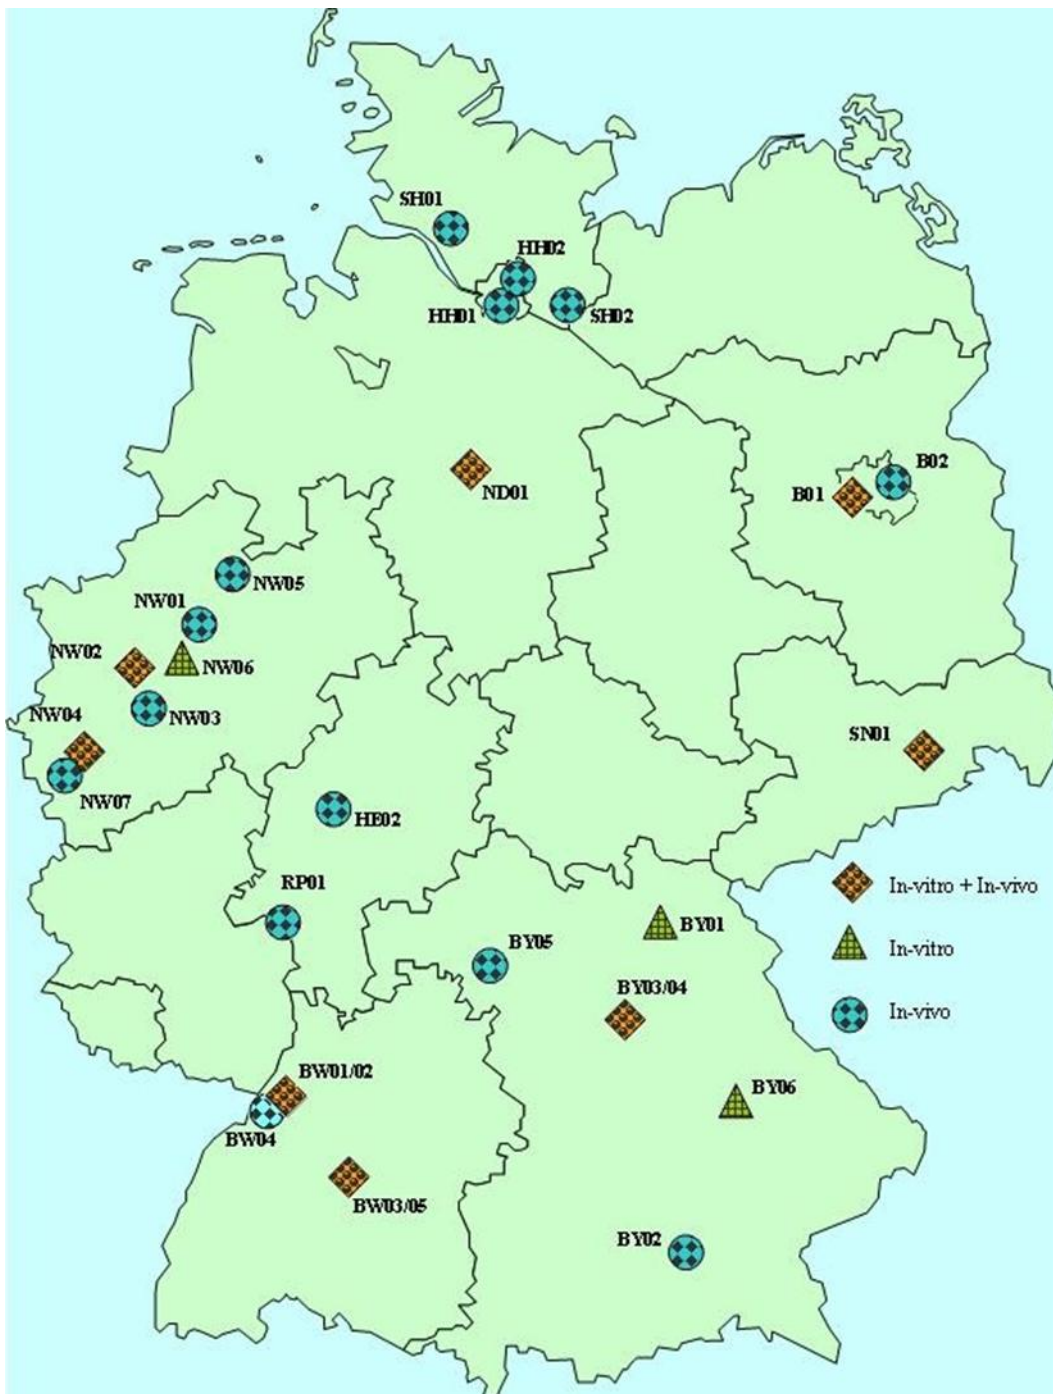 SH01
HH02
HH01
SH02
ND01
B02
B01
NW05
NW01
NW02
NW06
NW04
NW03
NW07
SN01
HE02
RP01
In-vitro + In-vivo
BY01
BY05
In-vitro
BY03/04
In-vivo
BW01/02
BY06
BW04
BW03/05
BY02